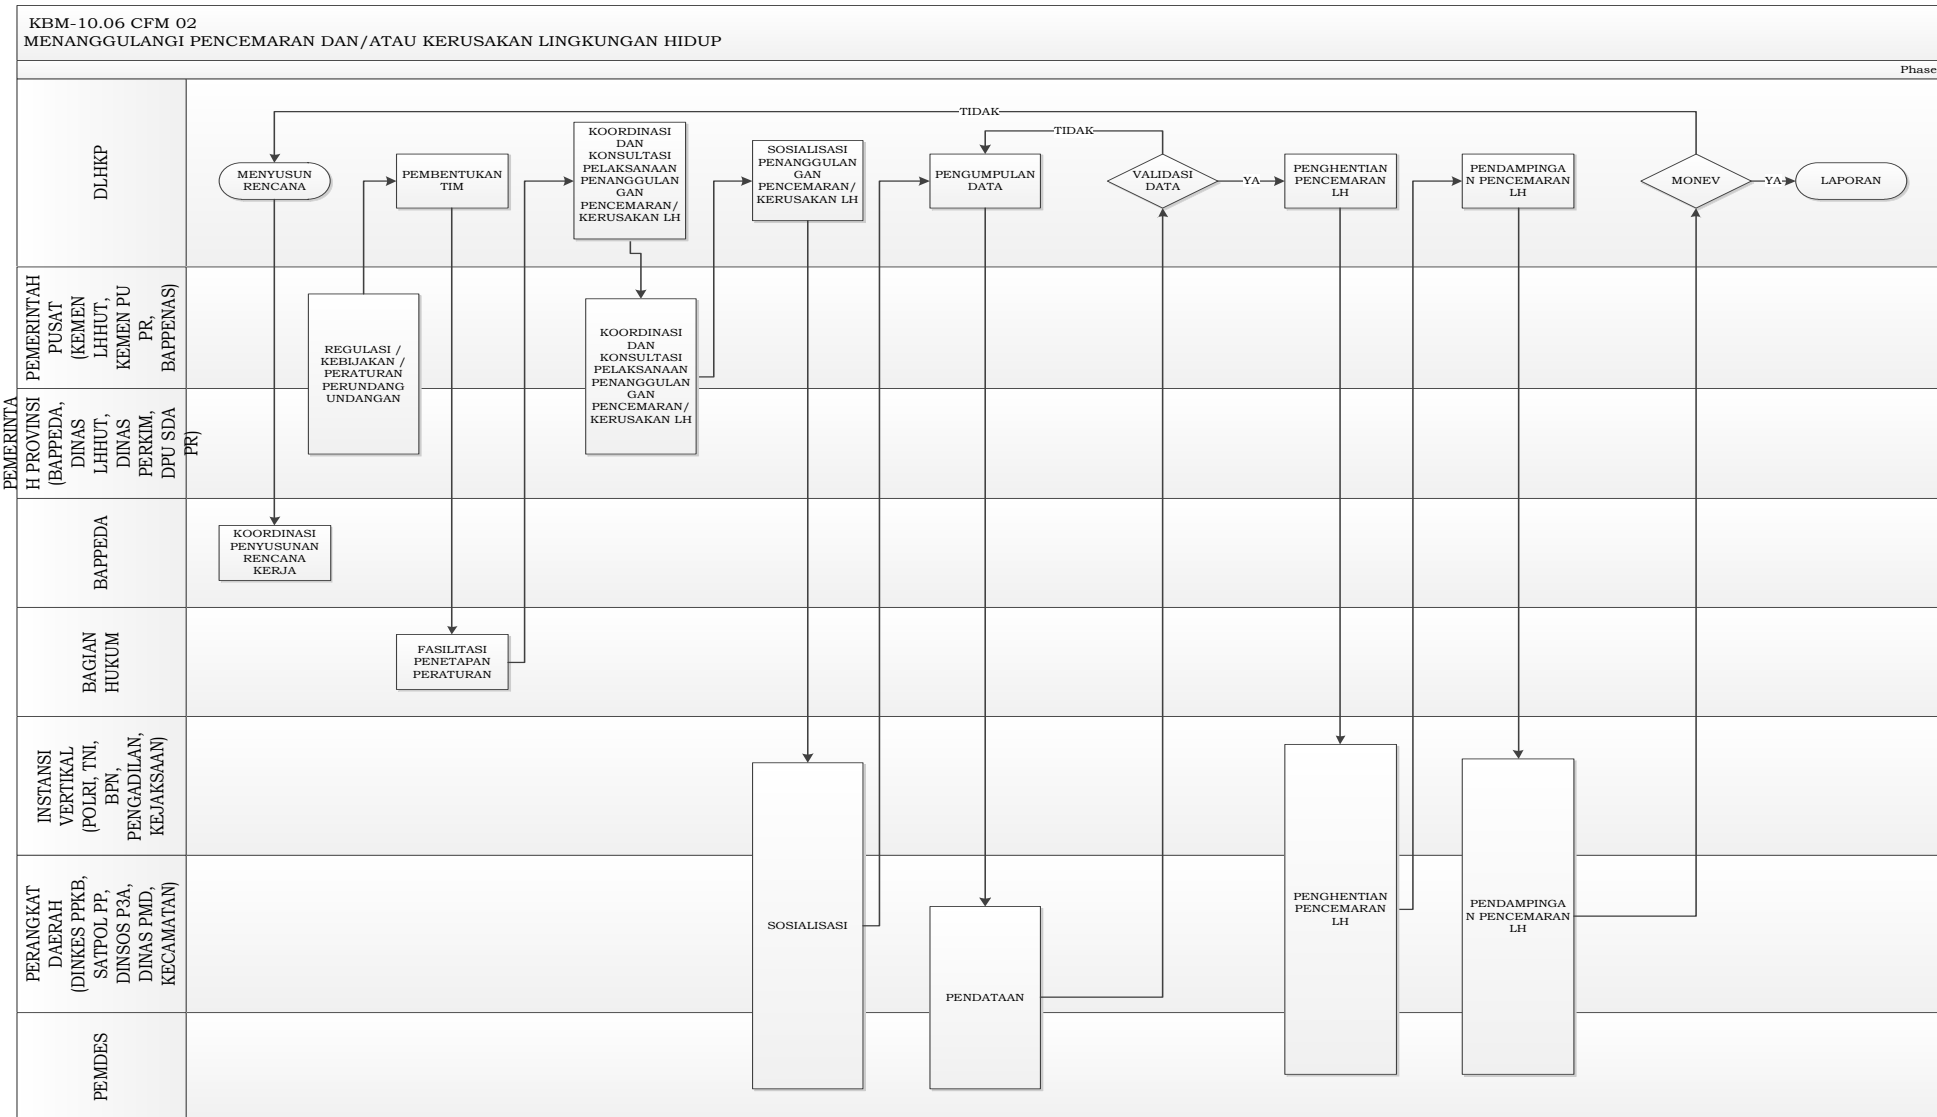 KBM-10.06 CFM 02
MENANGGULANGI PENCEMARAN DAN/ATAU KERUSAKAN LINGKUNGAN HIDUP
Phase
DLHKP
TIDAK
TIDAK
MENYUSUN
RENCANA
PEMBENTUKAN
TIM
KOORDINASI
DAN
KONSULTASI
PELAKSANAAN
PENANGGULAN
GAN
PENCEMARAN/
KERUSAKAN LH
SOSIALISASI
PENANGGULAN
GAN
PENCEMARAN/
KERUSAKAN LH
PENGUMPULAN
DATA
VALIDASI
DATA
YA
PENGHENTIAN
PENCEMARAN
LH
PENDAMPINGA
N PENCEMARAN
LH
MONEV
YA
LAPORAN
PEMERINTAH
PUSAT
(KEMEN
LHHUT,
KEMEN PU
PR,
BAPPENAS)
REGULASI /
KEBIJAKAN /
PERATURAN
PERUNDANG
UNDANGAN
KOORDINASI
DAN
KONSULTASI
PELAKSANAAN
PENANGGULAN
GAN
PENCEMARAN/
KERUSAKAN LH
PEMERINTA
H PROVINSI
(BAPPEDA,
DINAS
LHHUT,
DINAS
PERKIM,
DPU SDA
PR)
BAPPEDA
KOORDINASI
PENYUSUNAN
RENCANA
KERJA
BAGIAN
HUKUM
FASILITASI
PENETAPAN
PERATURAN
INSTANSI
VERTIKAL
(POLRI, TNI,
BPN,
PENGADILAN,
KEJAKSAAN)
PERANGKAT
DAERAH
(DINKES PPKB,
SATPOL PP,
DINSOS P3A,
DINAS PMD,
KECAMATAN)
SOSIALISASI
PENDATAAN
PENGHENTIAN
PENCEMARAN
LH
PENDAMPINGA
N PENCEMARAN
LH
PEMDES